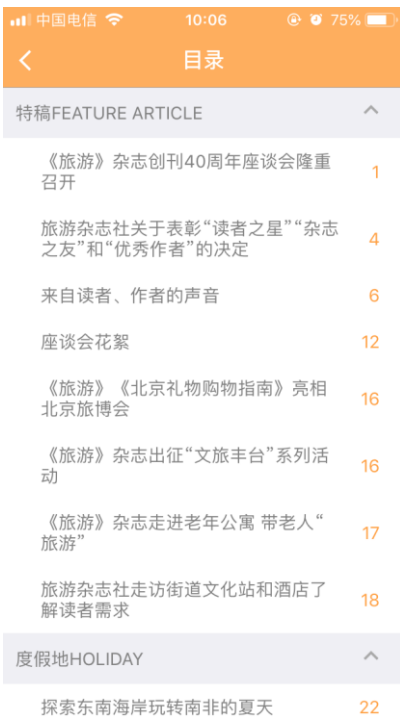 中国电信 10:06 75%
目录
特稿FEATURE ARTICLE
《旅游》杂志创刊40周年座谈会隆重
召开 1
旅游杂志社关于表彰“读者之星”“杂志
之友”和“优秀作者”的决定 4
来自读者、作者的声音 6
座谈会花絮 12
《旅游》《北京礼物购物指南》亮相
北京旅博会 16
《旅游》杂志出征“文旅丰台”系列活
动 16
《旅游》杂志走进老年公寓 带老人“
旅游” 17
旅游杂志社走访街道文化站和酒店了
解读者需求 18
度假地HOLIDAY
探索东南海岸玩转南非的夏天 22